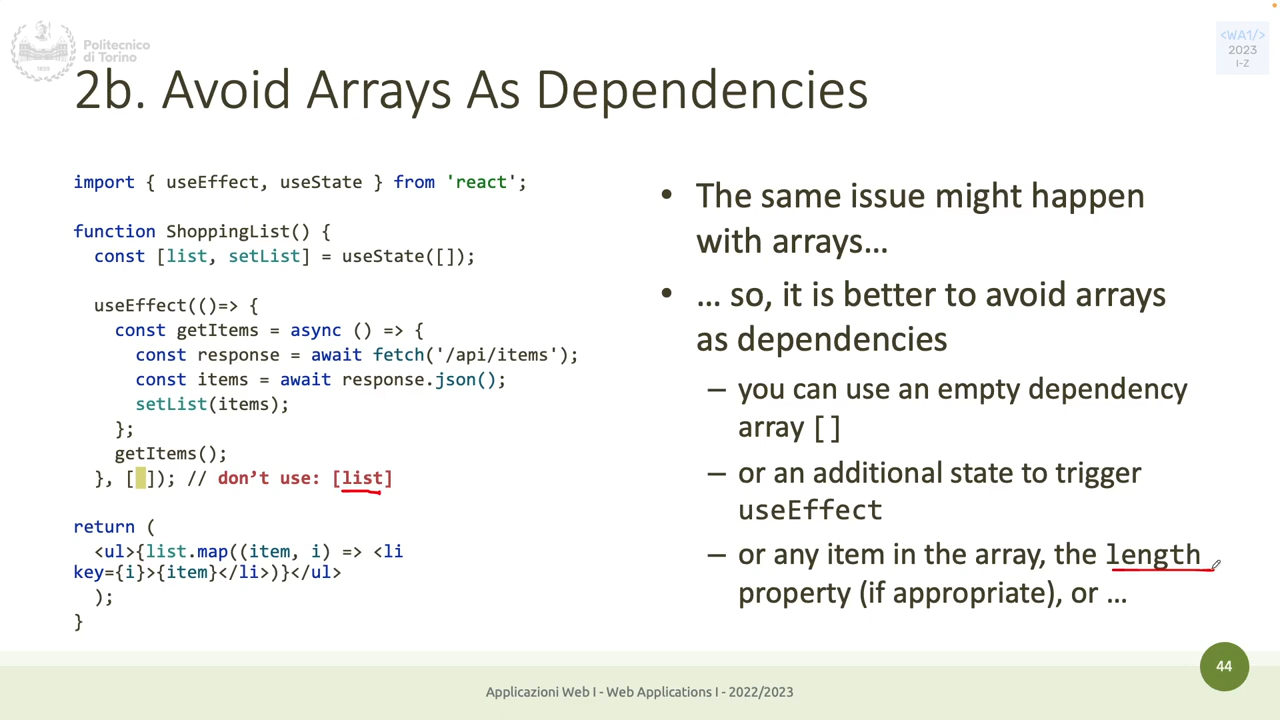 Politecnico
di Torino
1859
<WA1/>
2023
I-Z
2b. Avoid Arrays As Dependencies
import { useEffect, useState } from 'react';
function ShoppingList() {
const [list, setList] = useState([]);
useEffect(()=> {
const getItems = async () => {
const response = await fetch('/api/items');
const items = await response.json();
setList(items);
};
getItems();
}, [ ]); // don’t use: [list]
return (
<ul>{list.map((item, i) => <li
key={i}>{item}</li>)}</ul>
);
}
• The same issue might happen
with arrays…
• … so, it is better to avoid arrays
as dependencies
– you can use an empty dependency
array []
– or an additional state to trigger
useEffect
– or any item in the array, the length
property (if appropriate), or …
Applicazioni Web I - Web Applications I - 2022/2023
44